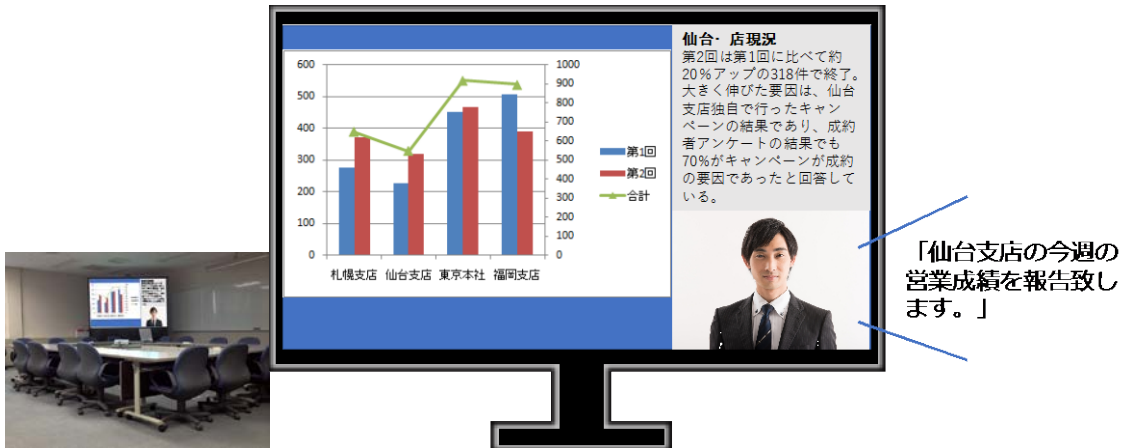 600
500
400
300
200
100
0
1000
900
800
700
600
500
400
300
200
100
0
札幌支店 仙台支店 東京本社 福岡支店
第1回
第2回
合計
仙台・店現況
第2回は第1回に比べて約
20%アップの318件で終了。
大きく伸びた要因は、仙台
支店独自で行ったキャン
ペーンの結果であり、成約
者アンケートの結果でも
70%がキャンペーンが成約
の要因であったと回答して
いる。
「仙台支店の今週の
営業成績を報告致し
ます。」